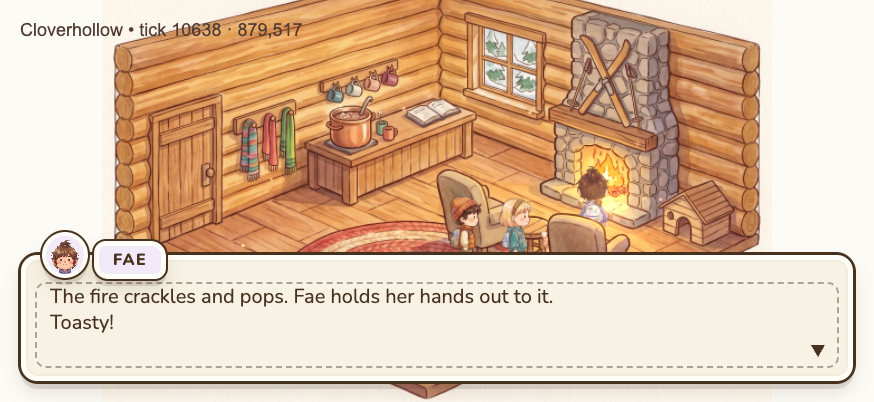 Cloverhollow • tick 10638 · 879,517
FAE
The fire crackles and pops. Fae holds her hands out to it.
Toasty!